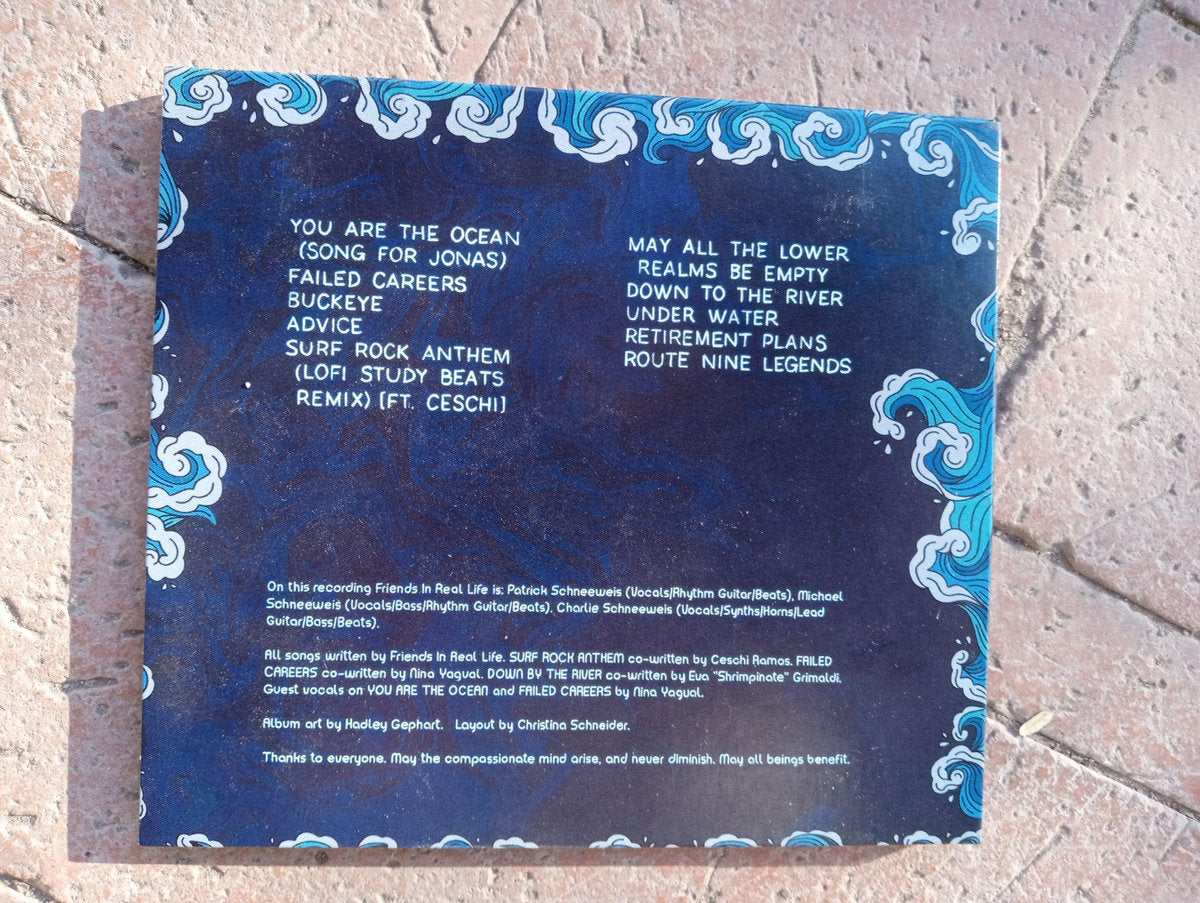 YOU ARE THE OCEAN
(SONG FOR JONAS)
FAILED CAREERS
BUCKEYE
ADVICE
SURF ROCK ANTHEM
(LOFI STUDY BEATS
REMIX) [FT. CESCHI]
MAY ALL THE LOWER
REALMS BE EMPTY
DOWN TO THE RIVER
UNDER WATER
RETIREMENT PLANS
ROUTE NINE LEGENDS
On this recording Friends In Real Life is: Patrick Schneeweis (Vocals/Rhythm Guitar/Beats), Michael
Schneeweis (Vocals/Bass/Rhythm Guitar/Beats), Charlie Schneeweis (Vocals/Synths/Horns/Lead
Guitar/Bass/Beats).
All songs written by Friends In Real Life. SURF ROCK ANTHEM co-written by Ceschi Ramos. FAILED
CAREERS co-written by Nina Yagual. DOWN BY THE RIVER co-written by Eva "Shrimpinate" Grimaldi.
Guest vocals on YOU ARE THE OCEAN and FAILED CAREERS by Nina Yagual.
Album art by Hadley Gephart. Layout by Christina Schneider.
Thanks to everyone. May the compassionate mind arise, and never diminish. May all beings benefit.